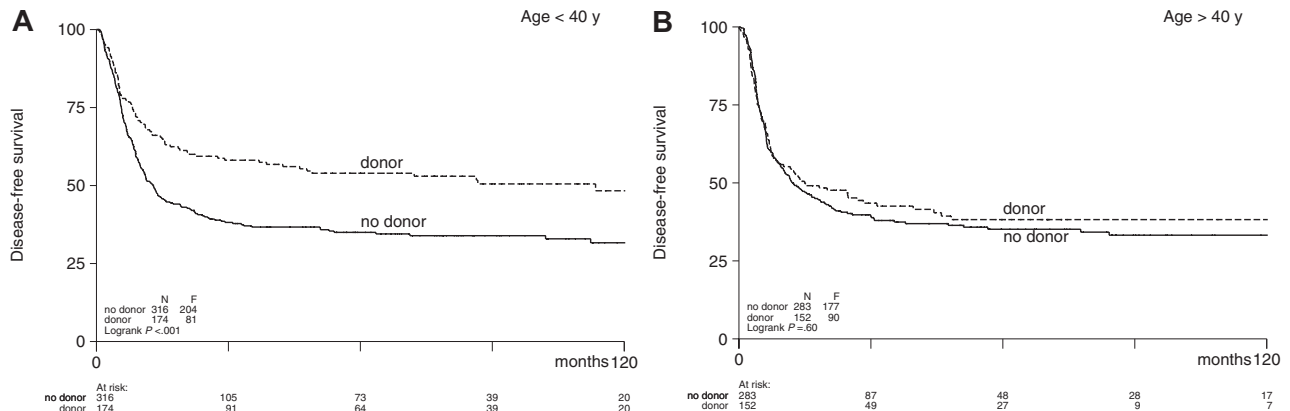 A
Age < 40 y
100
75
50
25
0
Disease-free survival
donor
no donor
N F
no donor 316 204
donor 174 81
Logrank P <.001
0 months 120
At risk:
no donor 316 105 73 39 20
donor 174 91 64 39 20
B
Age > 40 y
100
75
50
25
0
Disease-free survival
donor
no donor
N F
no donor 283 177
donor 152 90
Logrank P =.60
0 months 120
At risk:
no donor 283 87 48 28 17
donor 152 49 27 9 7